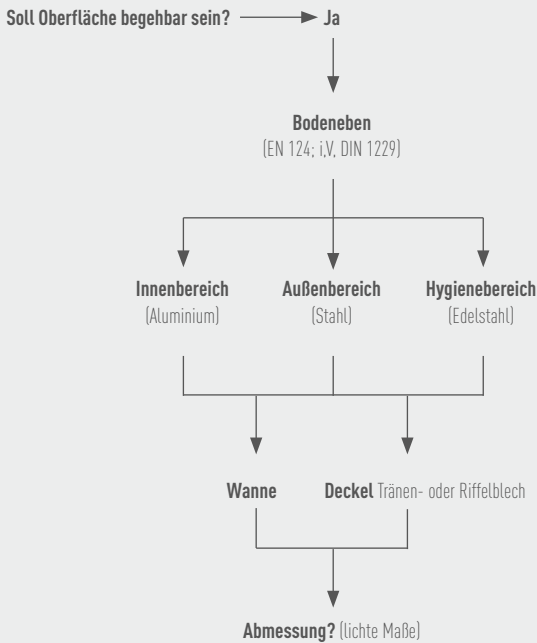 Soll Oberfläche begehbar sein? Ja
Bodeneben
(EN 124; i,V, DIN 1229)
Innenbereich Außenbereich Hygienebereich
(Aluminium) (Stahl) (Edelstahl)
Wanne Deckel Tränen- oder Riffelblech
Abmessung? (lichte Maße)